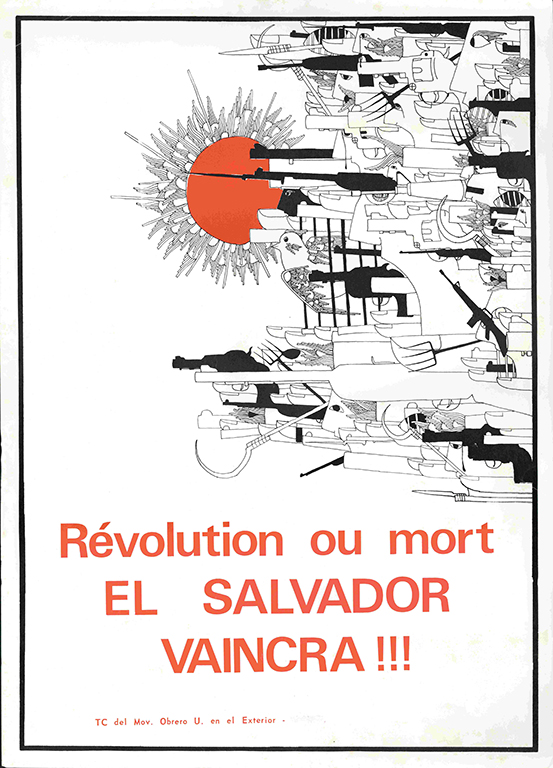 Révolution ou mort
EL SALVADOR
VAINCRA !!!
TC del Mov. Obrero U. en el Exterior -